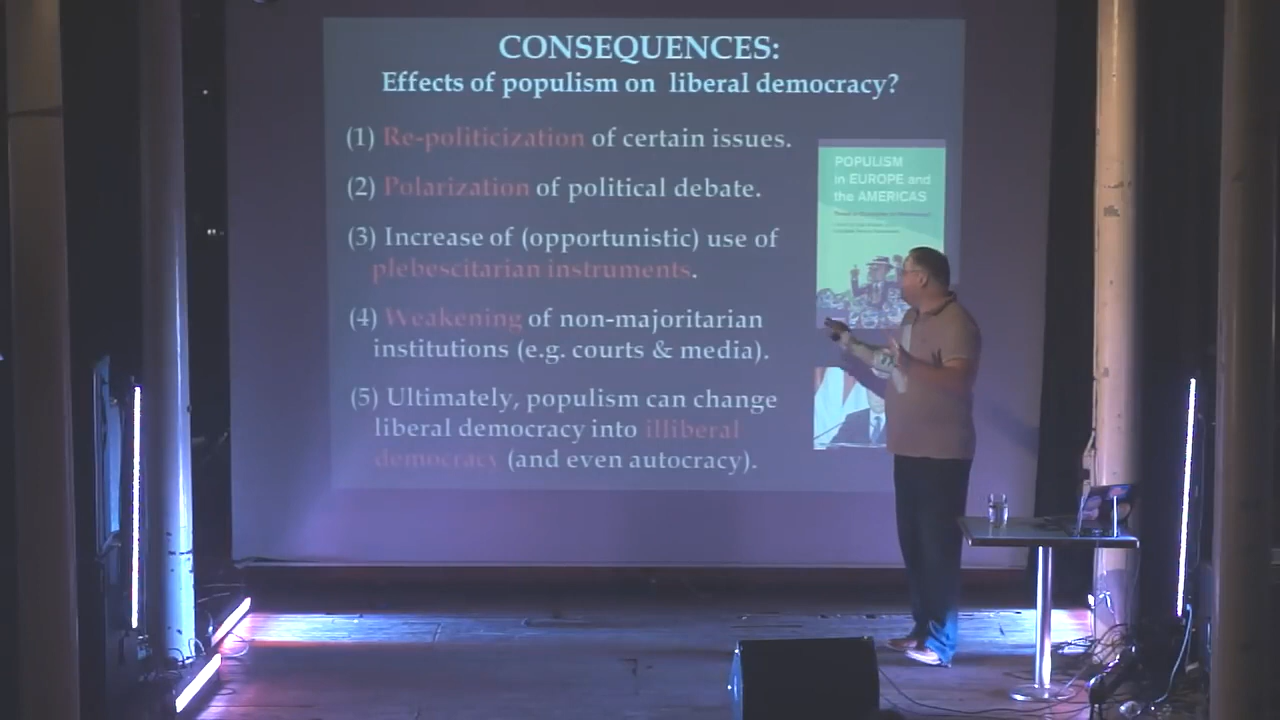 CONSEQUENCES:
Effects of populism on liberal democracy?
(1) Re-politicization of certain issues.
(2) Polarization of political debate.
(3) Increase of (opportunistic) use of
plebescitarian instruments.
(4) Weakening of non-majoritarian
institutions (e.g. courts & media).
(5) Ultimately, populism can change
liberal democracy into illiberal
democracy (and even autocracy).
POPULISM
in EUROPE and
the AMERICAS